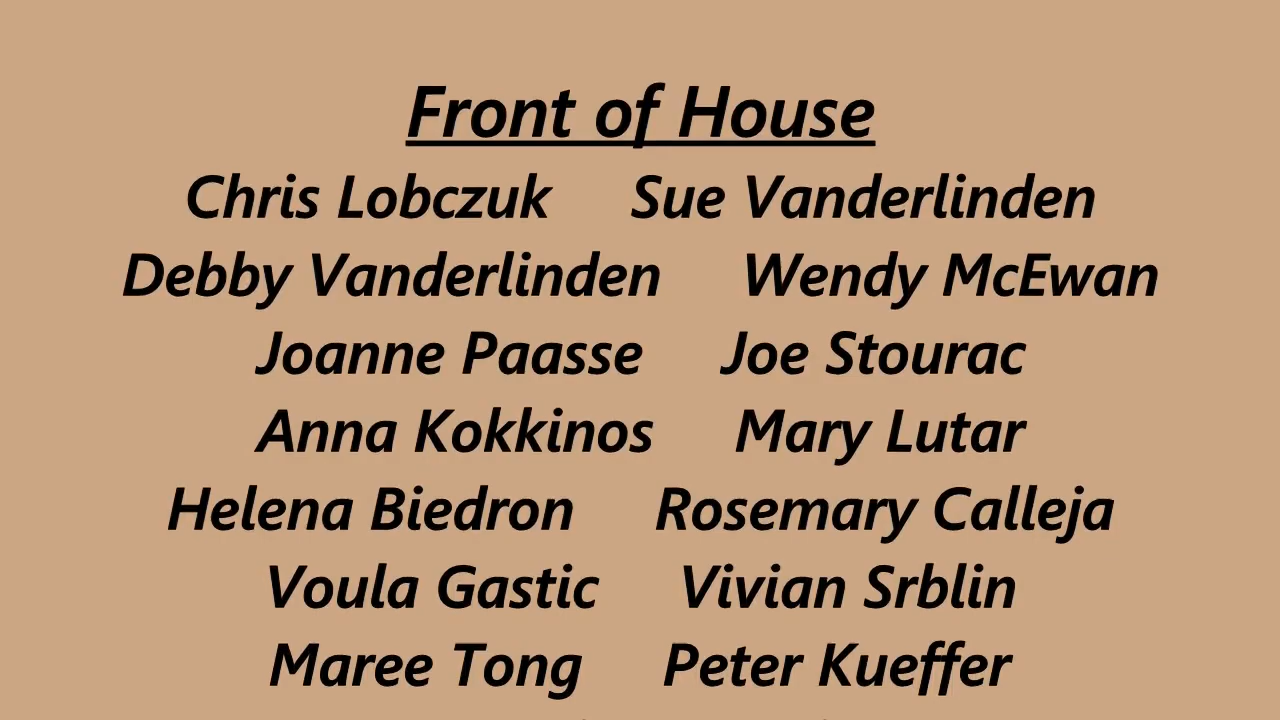 Front of House
Chris Lobczuk Sue Vanderlinden
Debby Vanderlinden Wendy McEwan
Joanne Paasse Joe Stourac
Anna Kokkinos Mary Lutar
Helena Biedron Rosemary Calleja
Voula Gastic Vivian Srblin
Maree Tong Peter Kueffer